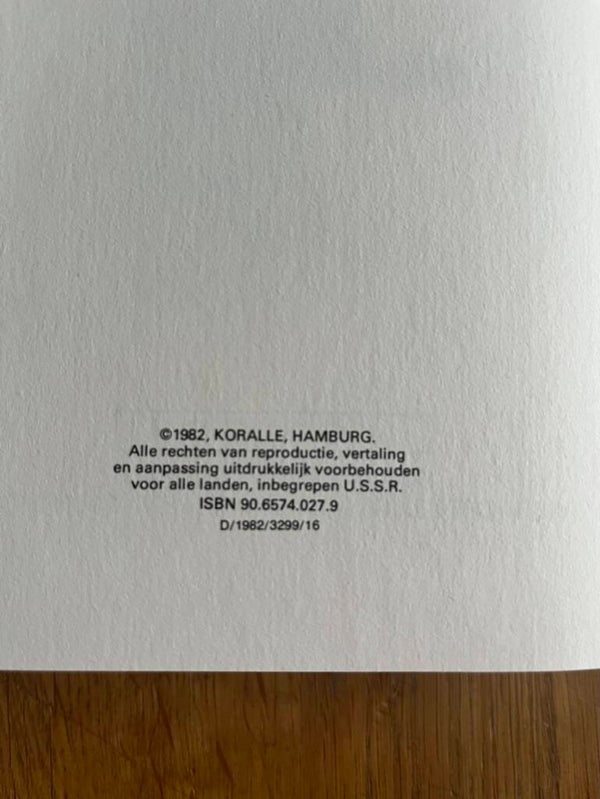 ©1982, KORALLE, HAMBURG.
Alle rechten van reproductie, vertaling
en aanpassing uitdrukkelijk voorbehouden
voor alle landen, inbegrepen U.S.S.R.
ISBN 90.6574.027.9
D/1982/3299/16